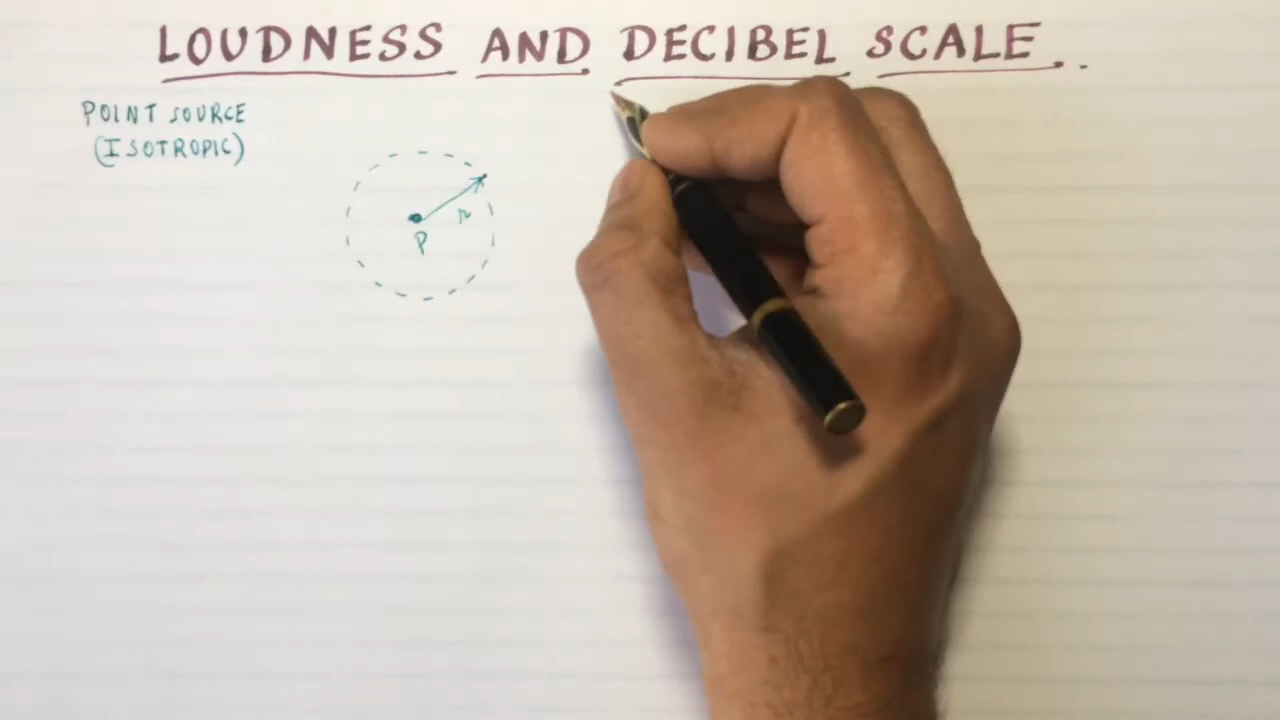 LOUDNESS AND DECIBEL SCALE..
POINT SOURCE
(ISOTROPIC)
r
P